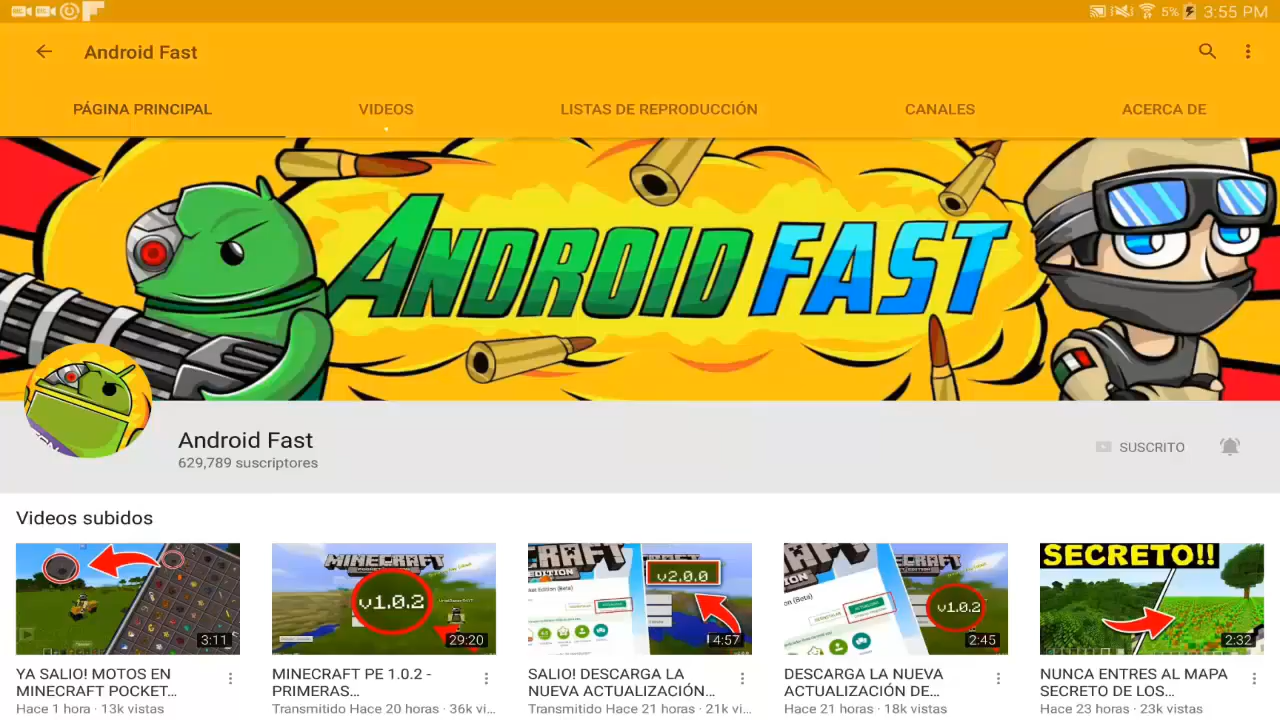 5% 3:55 PM
Android Fast
PÁGINA PRINCIPAL VIDEOS LISTAS DE REPRODUCCIÓN CANALES ACERCA DE
ANDROID FAST
Android Fast
629,789 suscriptores
SUSCRITO
Videos subidos
3:11
MINECRAFT
v1.0.2
29:20
CRAFT
EDITION
v2.0.0
14:57
CRAFT
EDITION
v1.0.2
2:45
SECRETO!!
2:32
YA SALIO! MOTOS EN
MINECRAFT POCKET...
Hace 1 hora · 13k vistas
MINECRAFT PE 1.0.2 -
PRIMERAS...
Transmitido Hace 20 horas · 36k vi...
SALIO! DESCARGA LA
NUEVA ACTUALIZACIÓN...
Transmitido Hace 21 horas · 21k vi...
DESCARGA LA NUEVA
ACTUALIZACIÓN DE...
Hace 21 horas · 18k vistas
NUNCA ENTRES AL MAPA
SECRETO DE LOS...
Hace 23 horas · 23k vistas